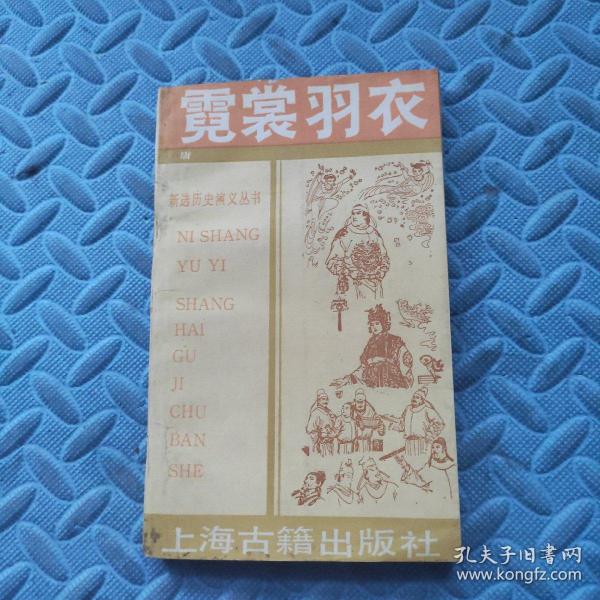 霓裳羽衣
唐
新选历史演义丛书
NI SHANG
YU YI
SHANG
HAI
GU
JI
CHU
BAN
SHE
上海古籍出版社
孔夫子旧书网
www.kongfz.com